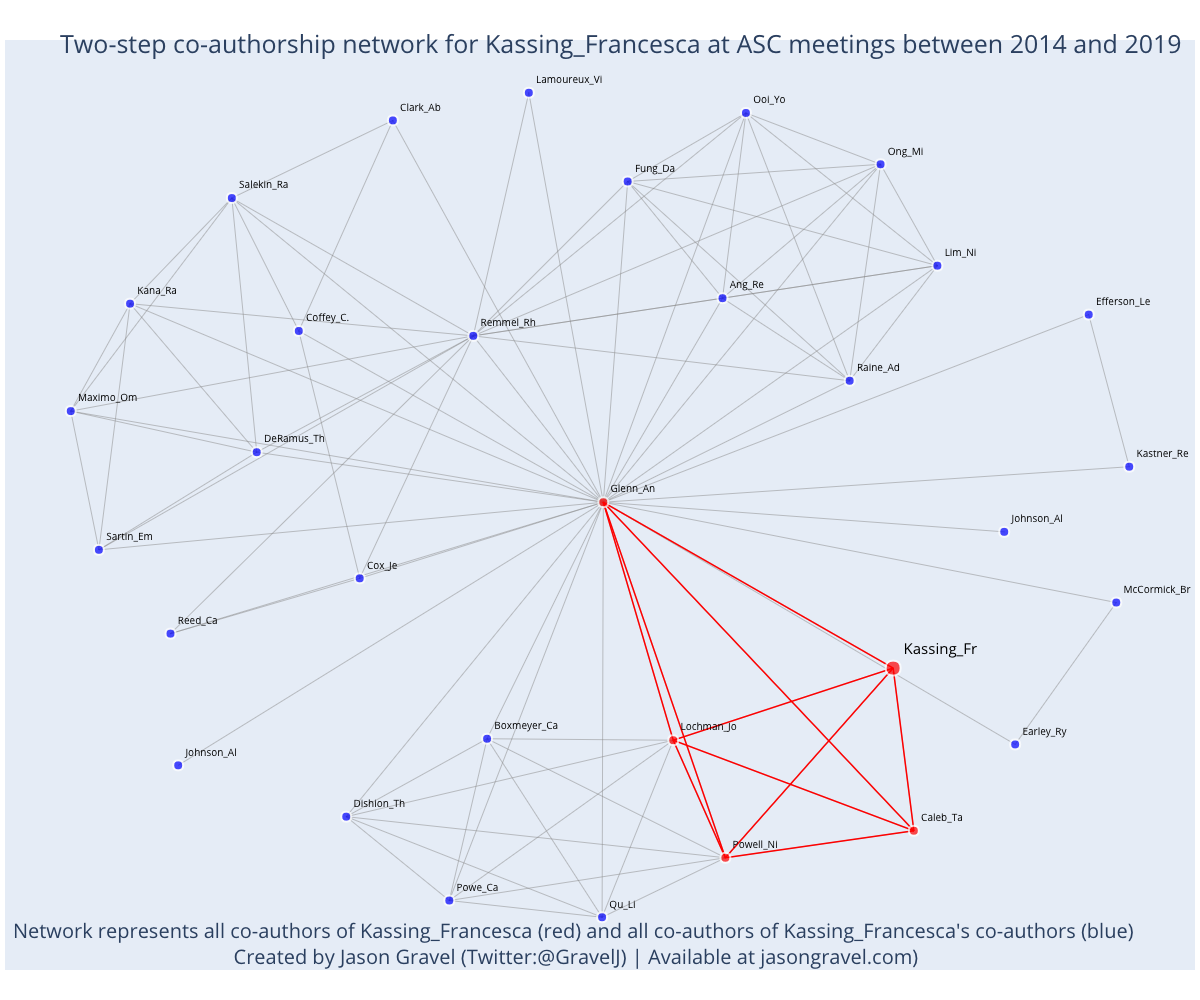 Two-step co-authorship network for Kassing_Francesca at ASC meetings between 2014 and 2019
Lamoureux_Vi
Clark_Ab
Ooi_Yo
Ong_Mi
Fung_Da
Salekin_Ra
Lim_Ni
Ang_Re
Kana_Ra
Efferson_Le
Coffey_C.
Remmel_Rh
Raine_Ad
Maximo_Om
DeRamus_Th
Kastner_Re
Glenn_An
Johnson_Al
Sartin_Em
Cox_Je
McCormick_Br
Reed_Ca
Kassing_Fr
Boxmeyer_Ca
Lochman_Jo
Earley_Ry
Johnson_Al
Dishion_Th
Caleb_Ta
Powell_Ni
Powe_Ca
Qu_Li
Network represents all co-authors of Kassing_Francesca (red) and all co-authors of Kassing_Francesca's co-authors (blue)
Created by Jason Gravel (Twitter:@GravelJ) | Available at jasongravel.com)